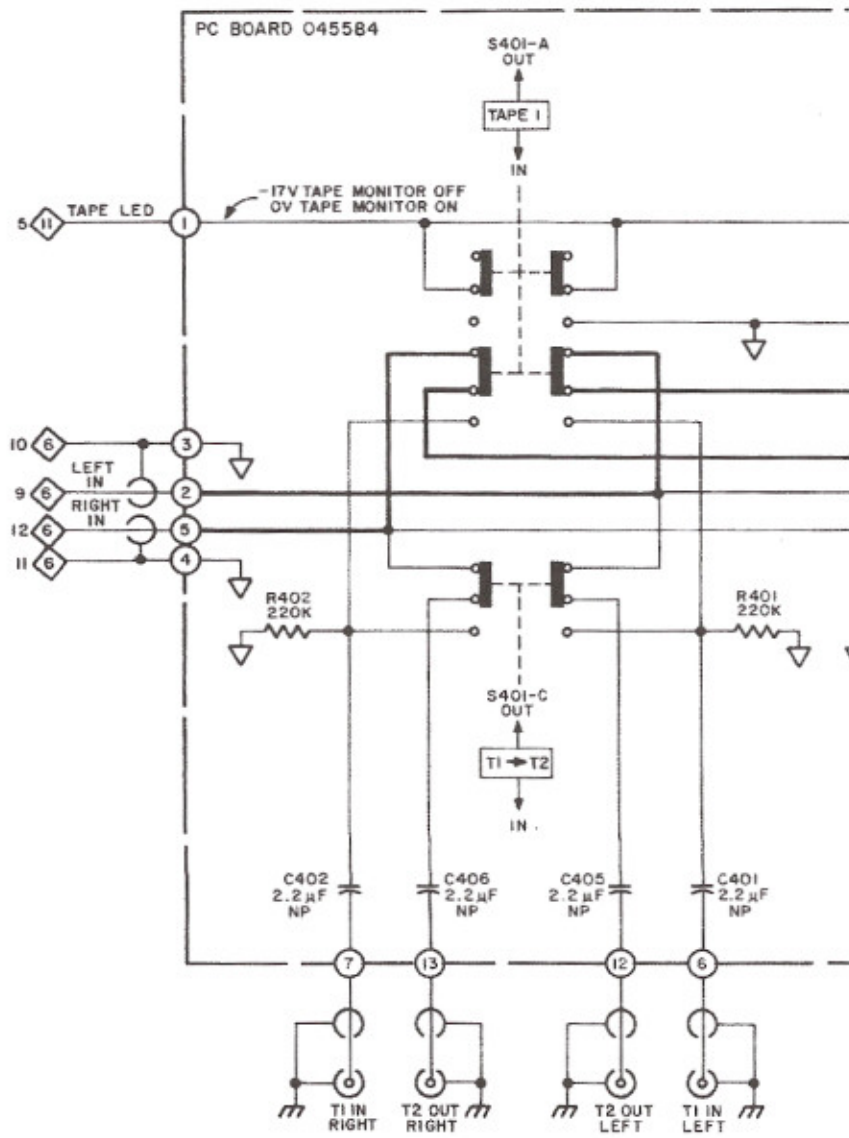 PC BOARD 045584
S401-A
OUT
TAPE 1
IN
-17V TAPE MONITOR OFF
0V TAPE MONITOR ON
5
11
TAPE LED
1
10
6
3
LEFT
IN
9
6
2
RIGHT
IN
12
6
5
11
6
4
R402
220K
R401
220K
S401-C
OUT
T1 → T2
IN
C402
2.2µF
NP
C406
2.2µF
NP
C405
2.2µF
NP
C401
2.2µF
NP
7
13
12
6
T1 IN
RIGHT
T2 OUT
RIGHT
T2 OUT
LEFT
T1 IN
LEFT